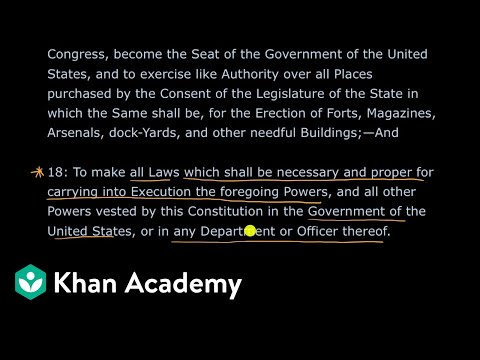 Congress, become the Seat of the Government of the United
States, and to exercise like Authority over all Places
purchased by the Consent of the Legislature of the State in
which the Same shall be, for the Erection of Forts, Magazines,
Arsenals, dock-Yards, and other needful Buildings;—And
18: To make all Laws which shall be necessary and proper for
carrying into Execution the foregoing Powers, and all other
Powers vested by this Constitution in the Government of the
United States, or in any Department or Officer thereof.
Khan Academy